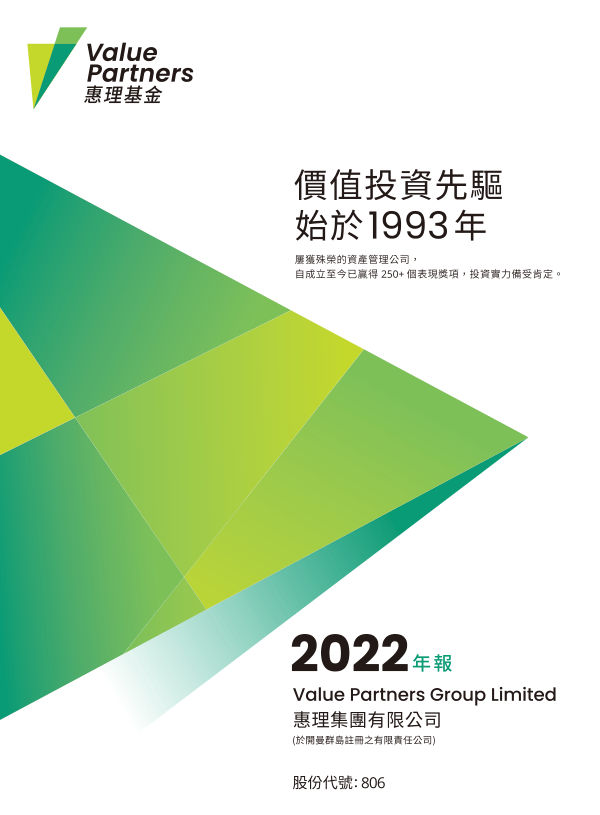 Value
Partners
惠理基金
價值投資先驅
始於1993年
屢獲殊榮的資產管理公司，
自成立至今已贏得 250+ 個表現獎項，投資實力備受肯定。
2022年報
Value Partners Group Limited
惠理集團有限公司
(於開曼群島註冊之有限責任公司)
股份代號：806